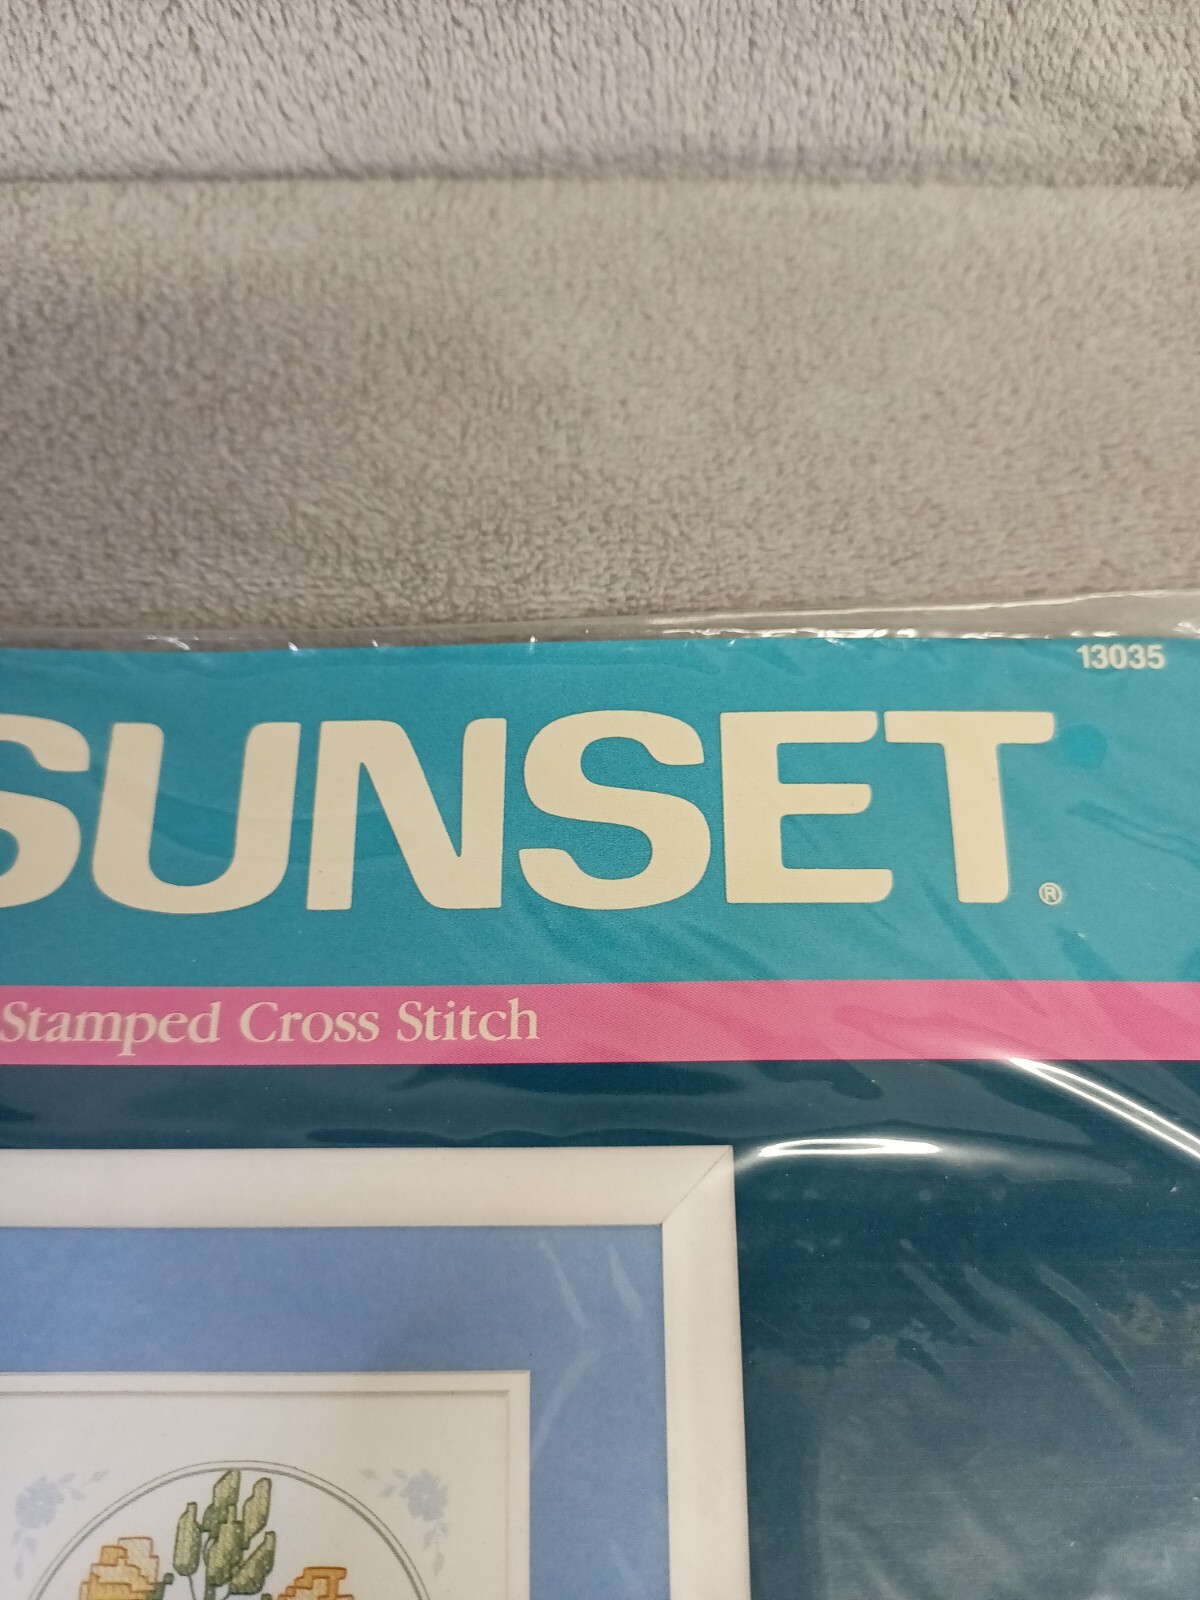 13035
SUNSET®
Stamped Cross Stitch